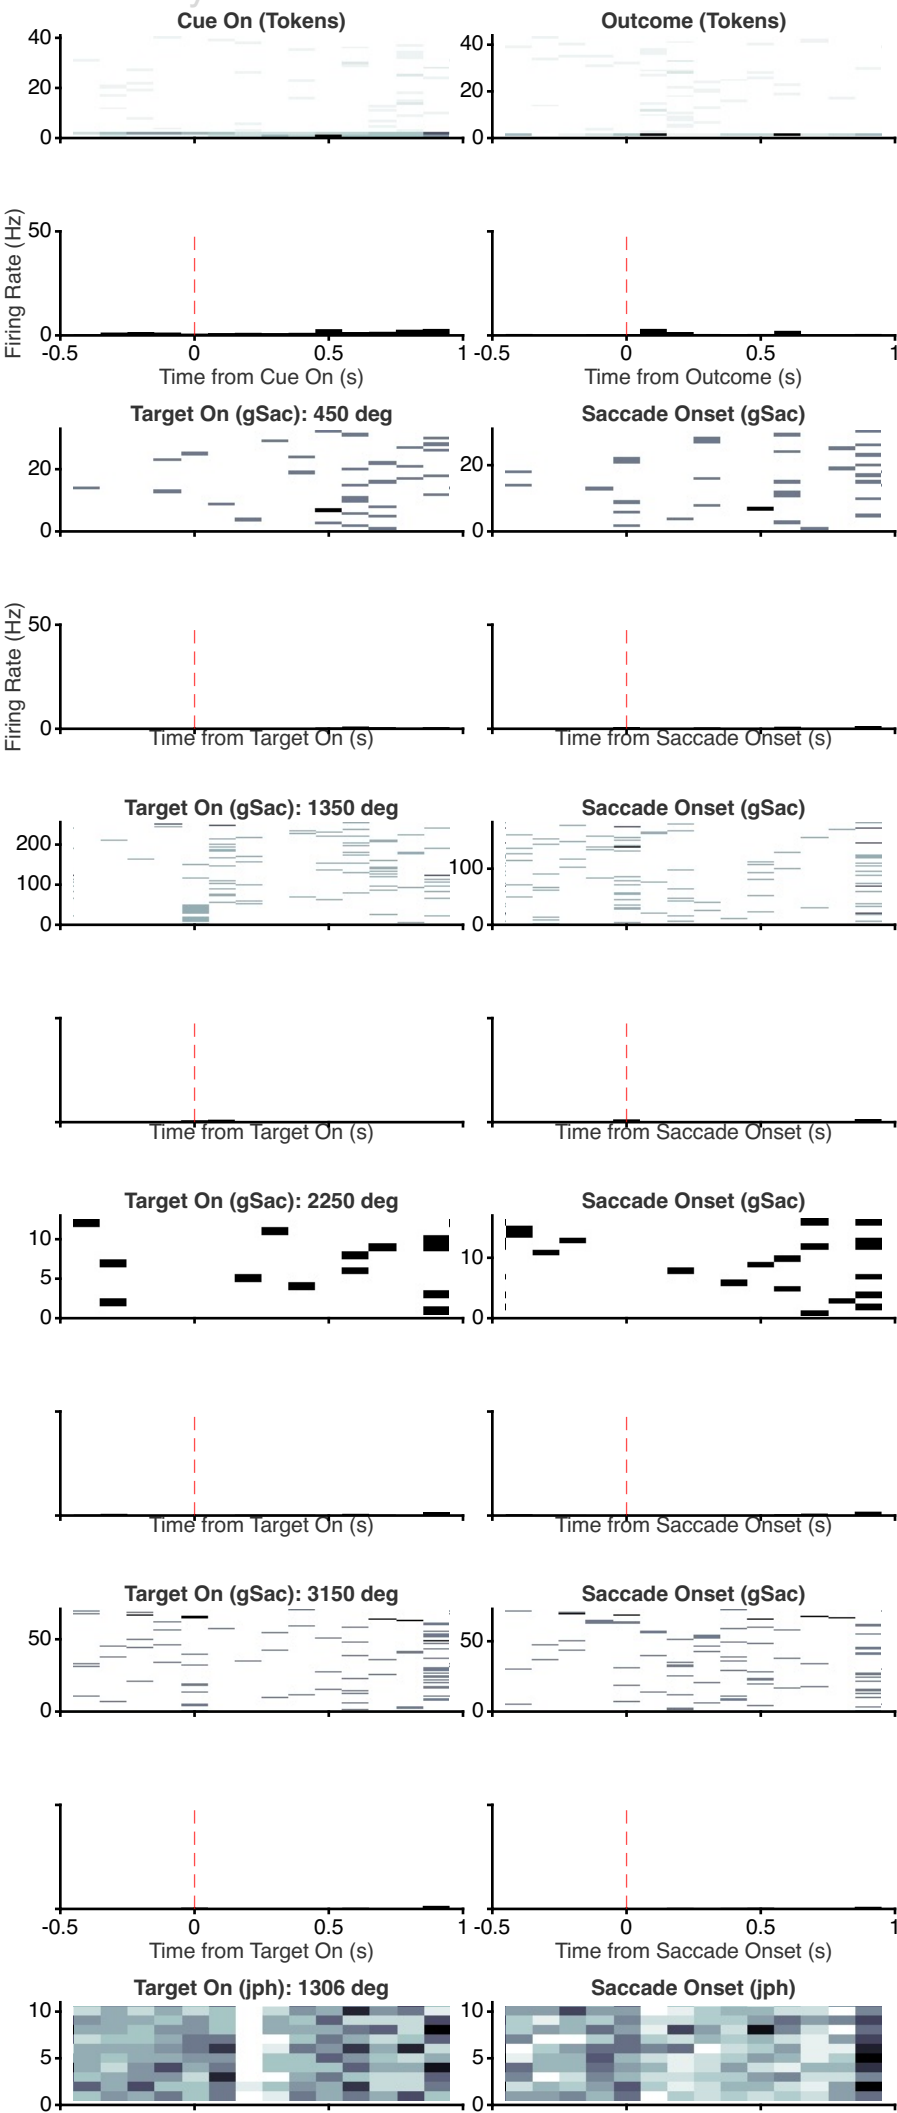 Cue On (Tokens) Outcome (Tokens)
40 40
20 20
0 0
Firing Rate (Hz)
50
0
-0.5 0 0.5 1 -0.5 0 0.5 1
Time from Cue On (s) Time from Outcome (s)
Target On (gSac): 450 deg Saccade Onset (gSac)
20 20
0 0
Firing Rate (Hz)
50
0
Time from Target On (s) Time from Saccade Onset (s)
Target On (gSac): 1350 deg Saccade Onset (gSac)
200
100 100
0 0
Time from Target On (s) Time from Saccade Onset (s)
Target On (gSac): 2250 deg Saccade Onset (gSac)
10 10
5
0 0
Time from Target On (s) Time from Saccade Onset (s)
Target On (gSac): 3150 deg Saccade Onset (gSac)
50 50
0 0
-0.5 0 0.5 1 -0.5 0 0.5 1
Time from Target On (s) Time from Saccade Onset (s)
Target On (jph): 1306 deg Saccade Onset (jph)
10 10
5 5
0 0